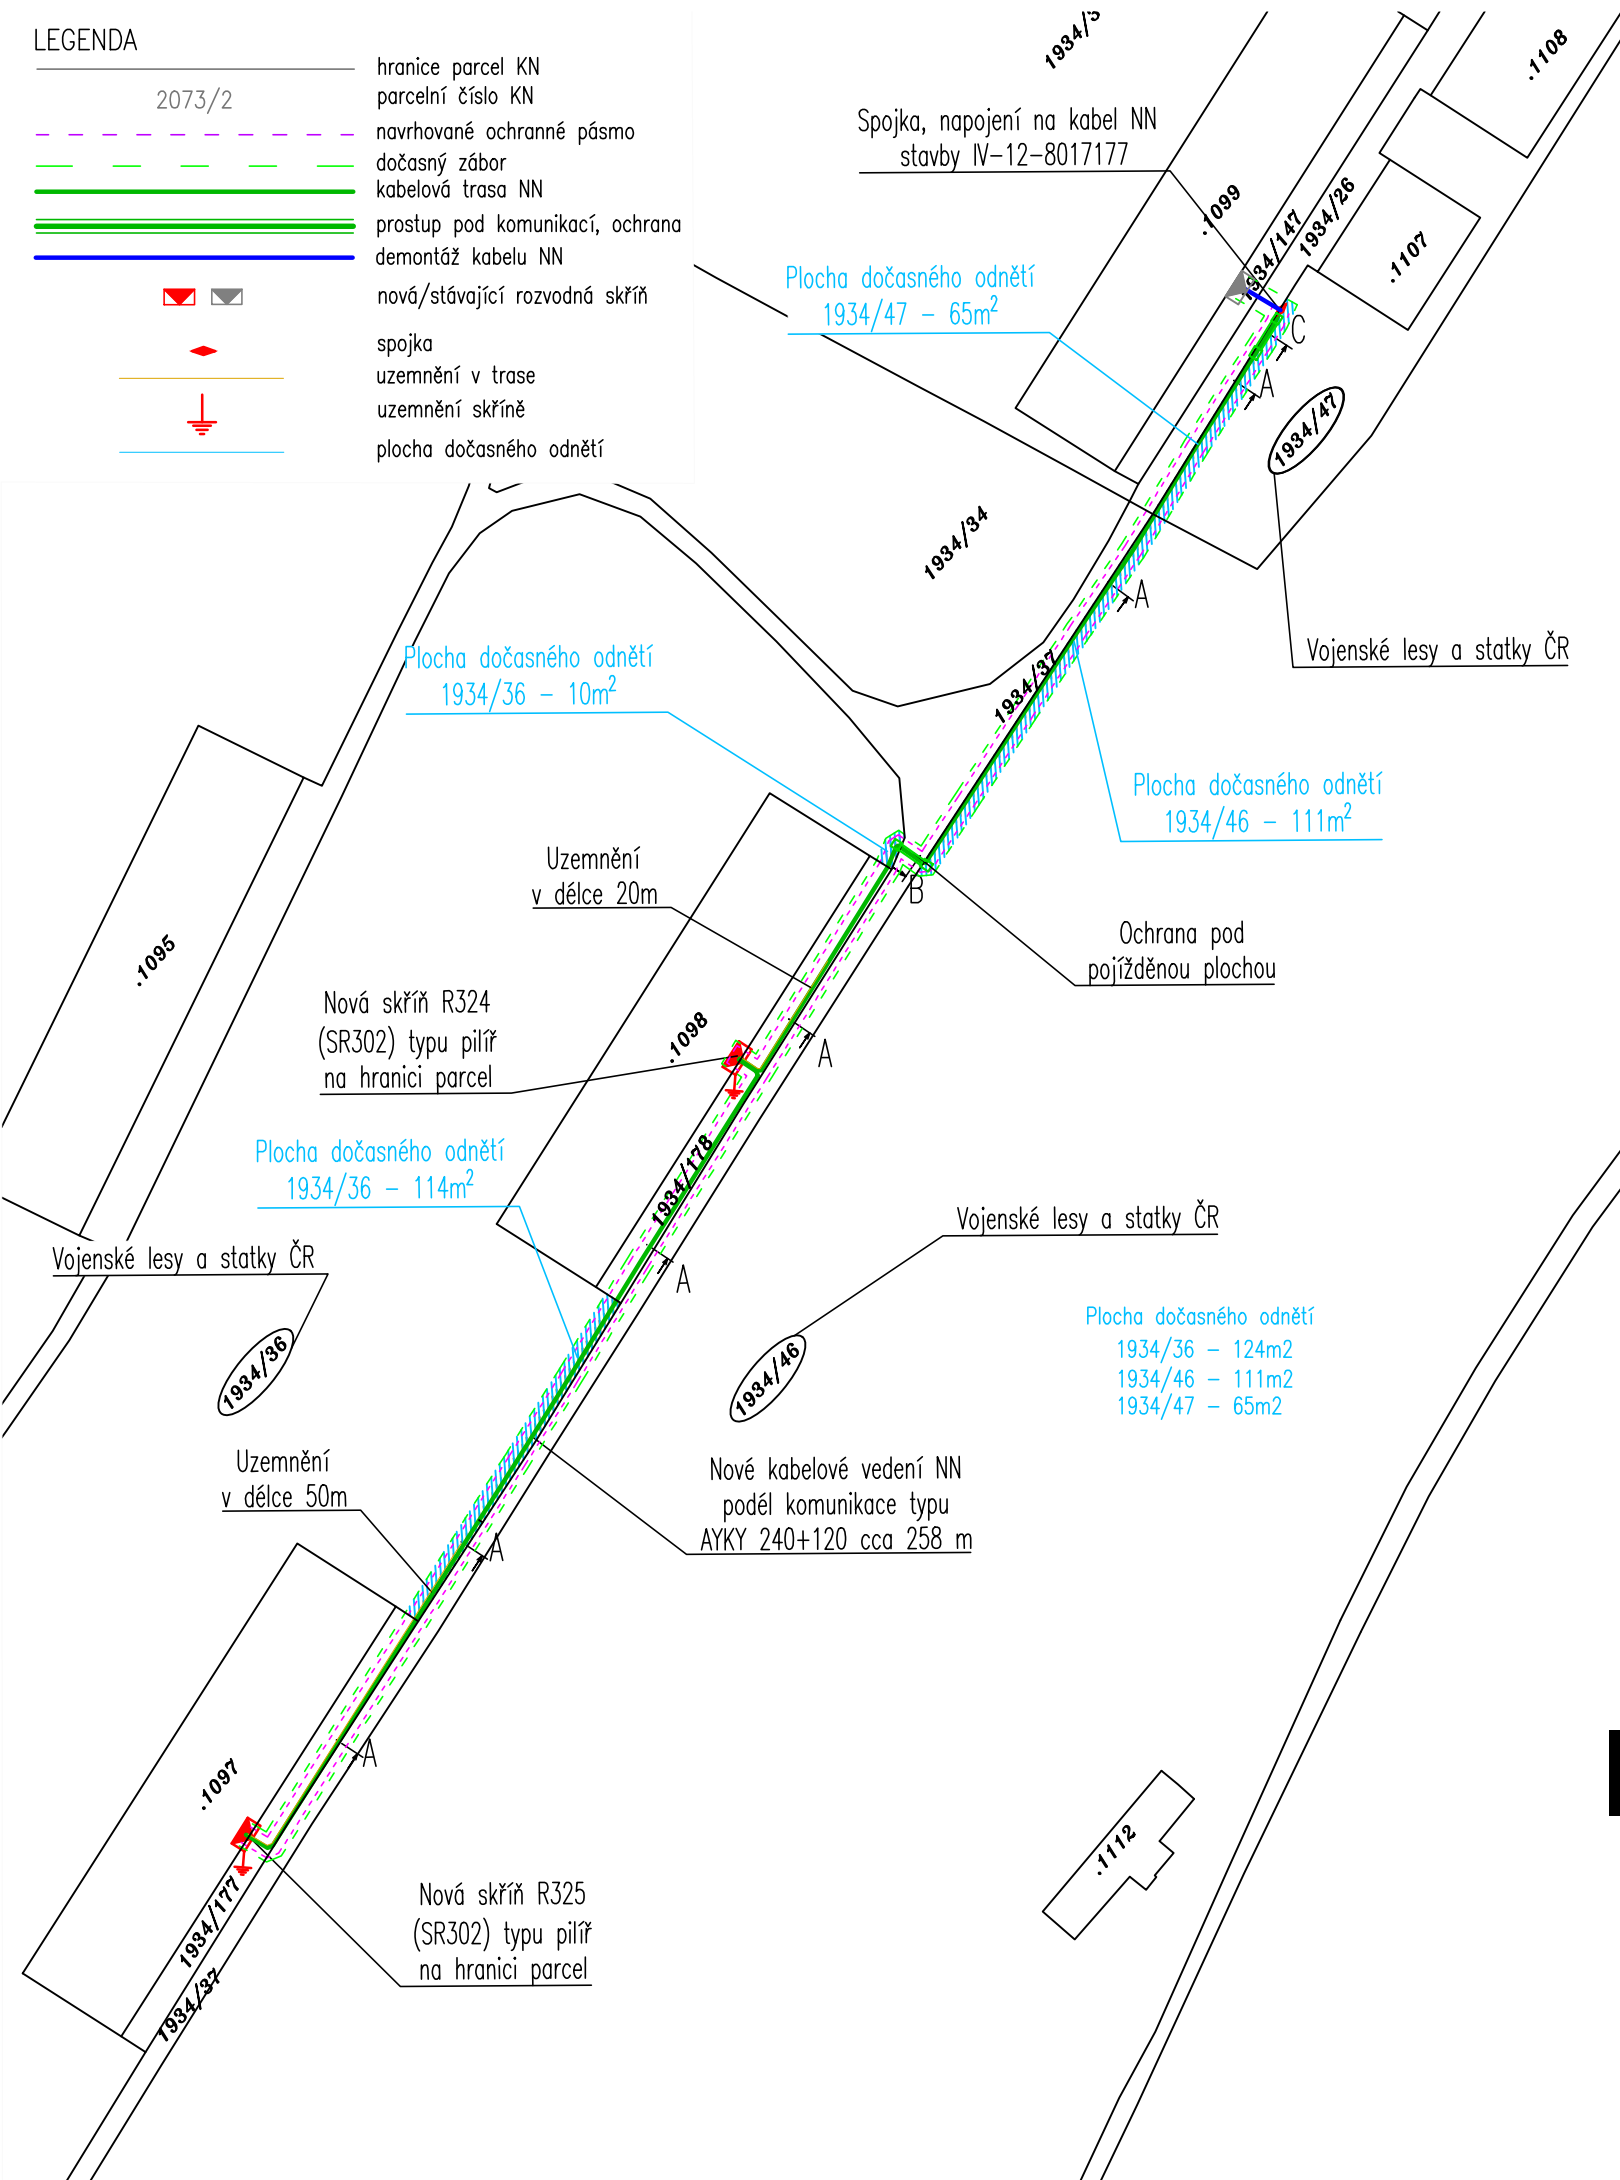 LEGENDA
hranice parcel KN
2073/2
parcelní číslo KN
navrhované ochranné pásmo
dočasný zábor
kabelová trasa NN
prostup pod komunikací, ochrana
demontáž kabelu NN
nová/stávající rozvodná skříň
spojka
uzemnění v trase
uzemnění skříně
plocha dočasného odnětí
.1108
Spojka, napojení na kabel NN
stavby IV-12-8017177
.1099
1934/147
1934/26
.1107
Plocha dočasného odnětí
1934/47 - 65m²
C
A
1934/47
1934/34
A
Vojenské lesy a statky ČR
Plocha dočasného odnětí
1934/36 - 10m²
1934/37
Plocha dočasného odnětí
1934/46 - 111m²
Uzemnění
v délce 20m
B
Ochrana pod
pojížděnou plochou
.1095
Nová skříň R324
(SR302) typu pilíř
na hranici parcel
.1098
A
Plocha dočasného odnětí
1934/36 - 114m²
1934/178
Vojenské lesy a statky ČR
Vojenské lesy a statky ČR
A
1934/36
1934/46
Plocha dočasného odnětí
1934/36 - 124m2
1934/46 - 111m2
1934/47 - 65m2
Uzemnění
v délce 50m
Nové kabelové vedení NN
podél komunikace typu
AYKY 240+120 cca 258 m
A
A
.1097
.1112
Nová skříň R325
(SR302) typu pilíř
na hranici parcel
1934/177
1934/37